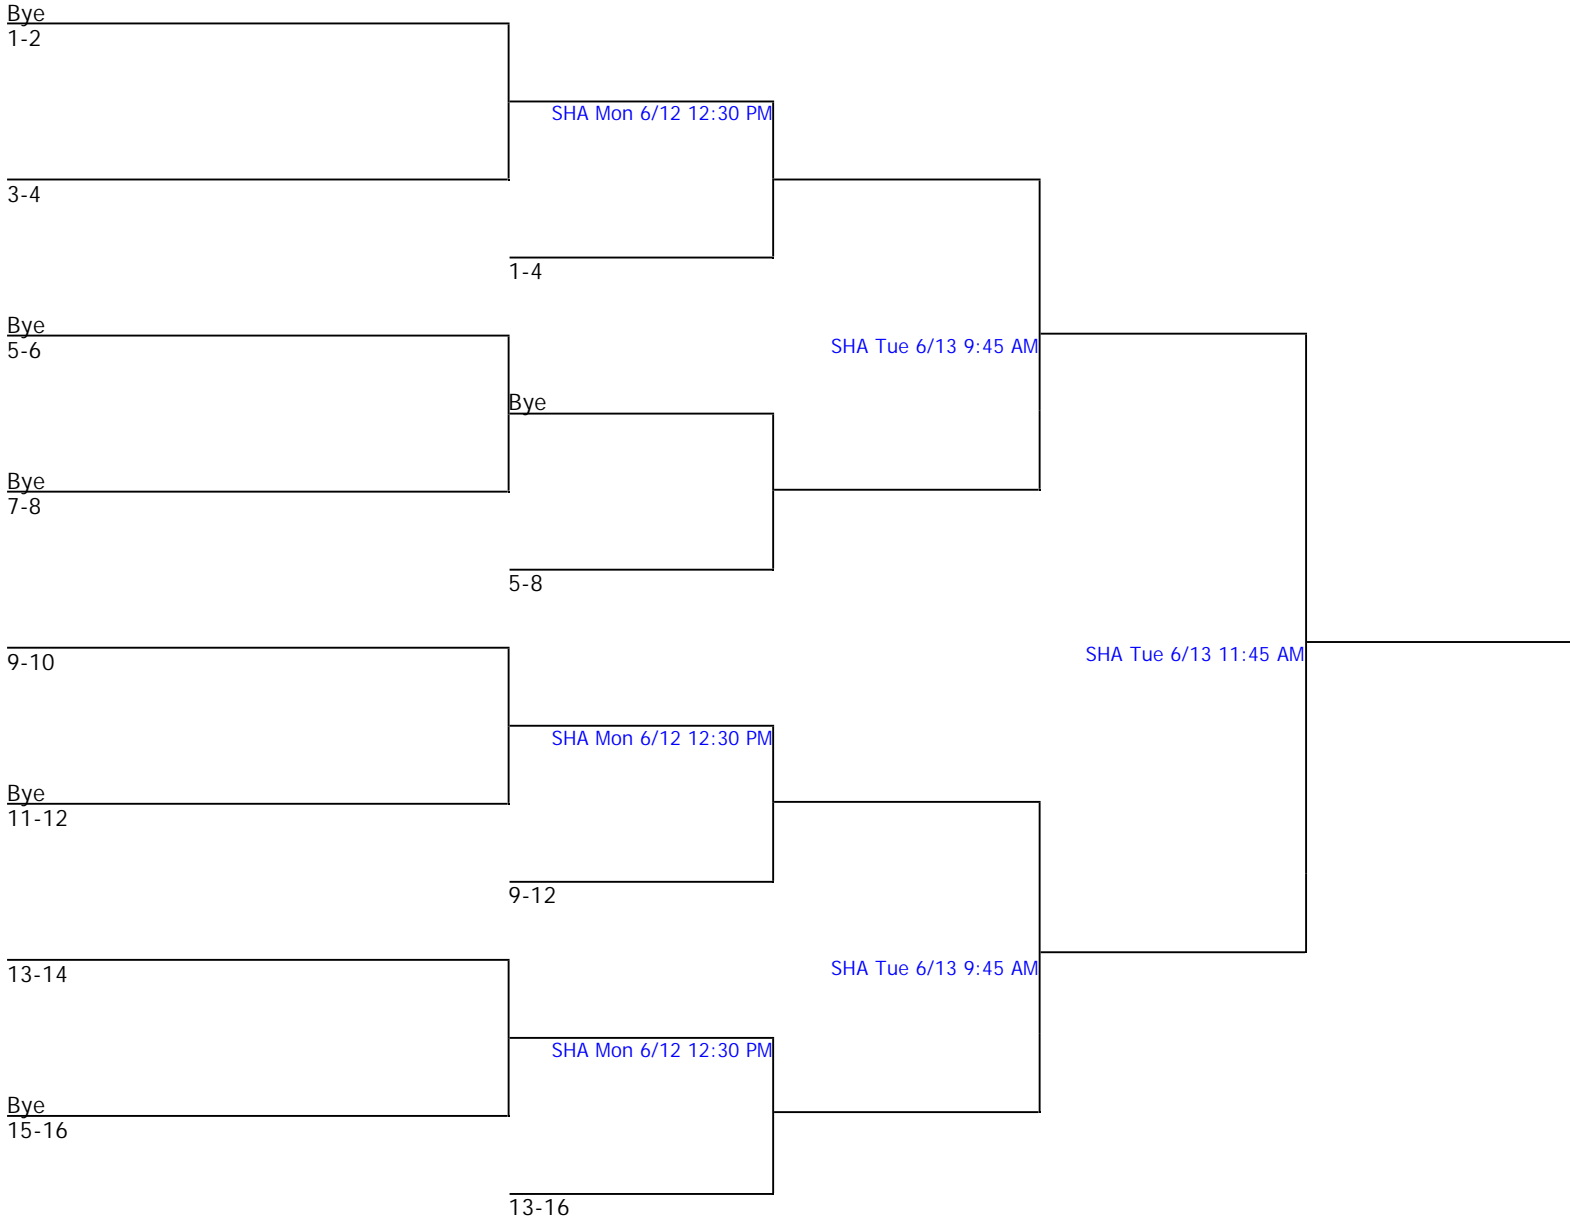 Bye
1-2
SHA Mon 6/12 12:30 PM
3-4
1-4
Bye
5-6
SHA Tue 6/13 9:45 AM
Bye
Bye
7-8
5-8
9-10
SHA Tue 6/13 11:45 AM
SHA Mon 6/12 12:30 PM
Bye
11-12
9-12
13-14
SHA Tue 6/13 9:45 AM
SHA Mon 6/12 12:30 PM
Bye
15-16
13-16